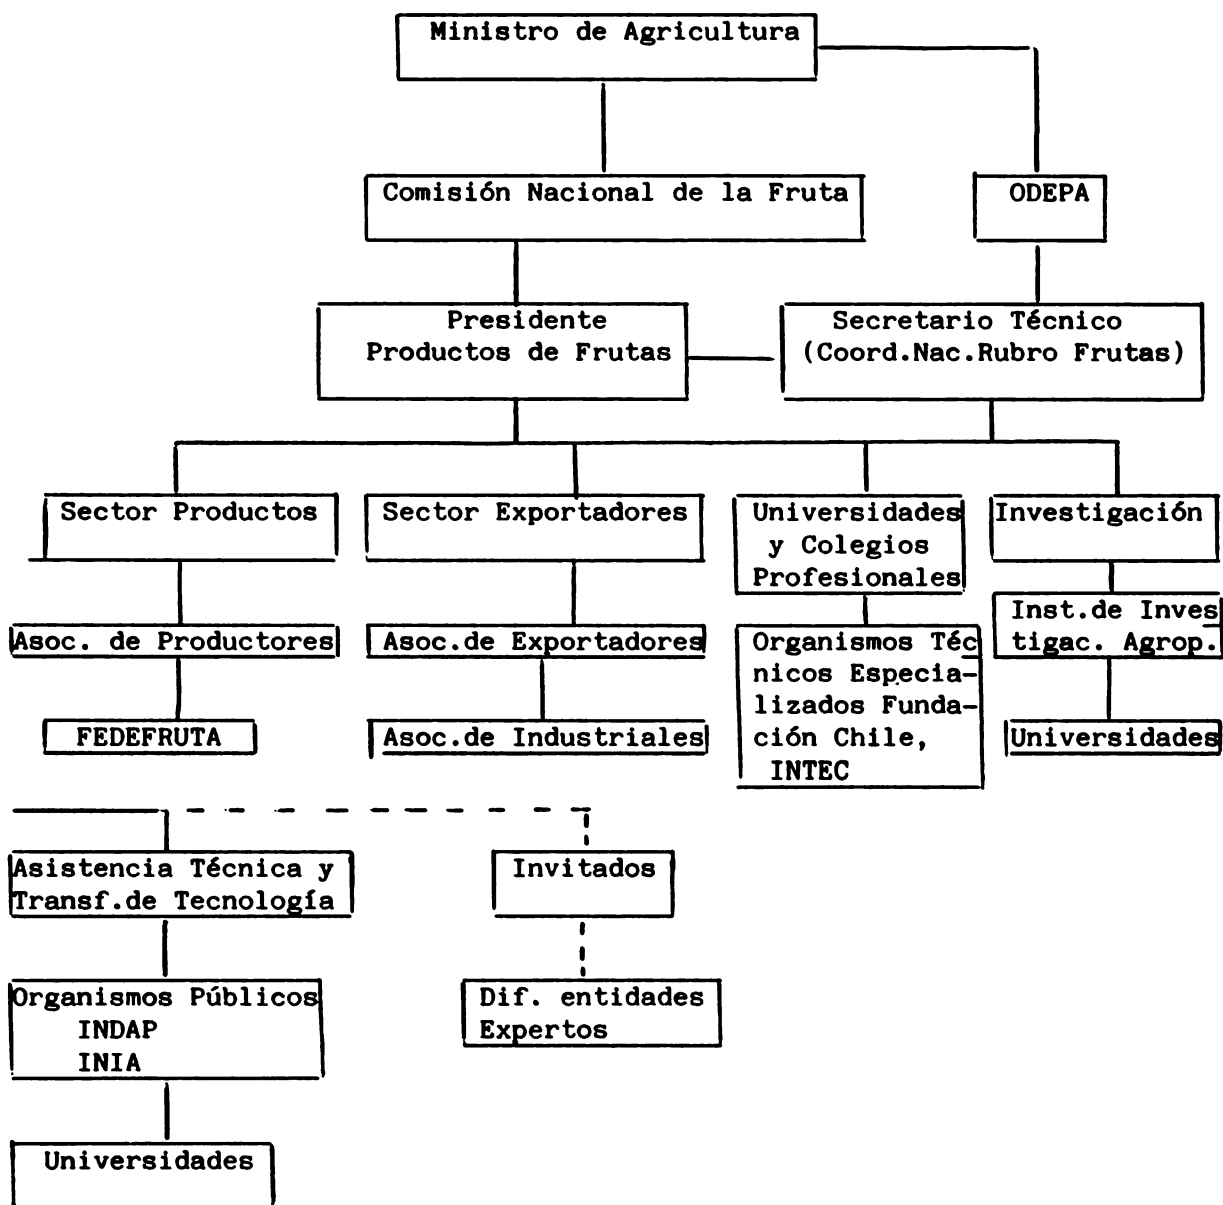 Ministro de Agricultura
Comisión Nacional de la Fruta
ODEPA
Presidente
Productos de Frutas
Secretario Técnico
(Coord.Nac.Rubro Frutas)
Sector Productos
Sector Exportadores
Universidades
y Colegios
Profesionales
Investigación
Asoc. de Productores
Asoc.de Exportadores
Organismos Téc
nicos Especia-
lizados Funda-
ción Chile,
INTEC
Inst.de Inves
tigac. Agrop.
FEDEFRUTA
Asoc.de Industriales
Universidades
Asistencia Técnica y
Transf.de Tecnología
Invitados
Organismos Públicos
INDAP
INIA
Dif. entidades
Expertos
Universidades